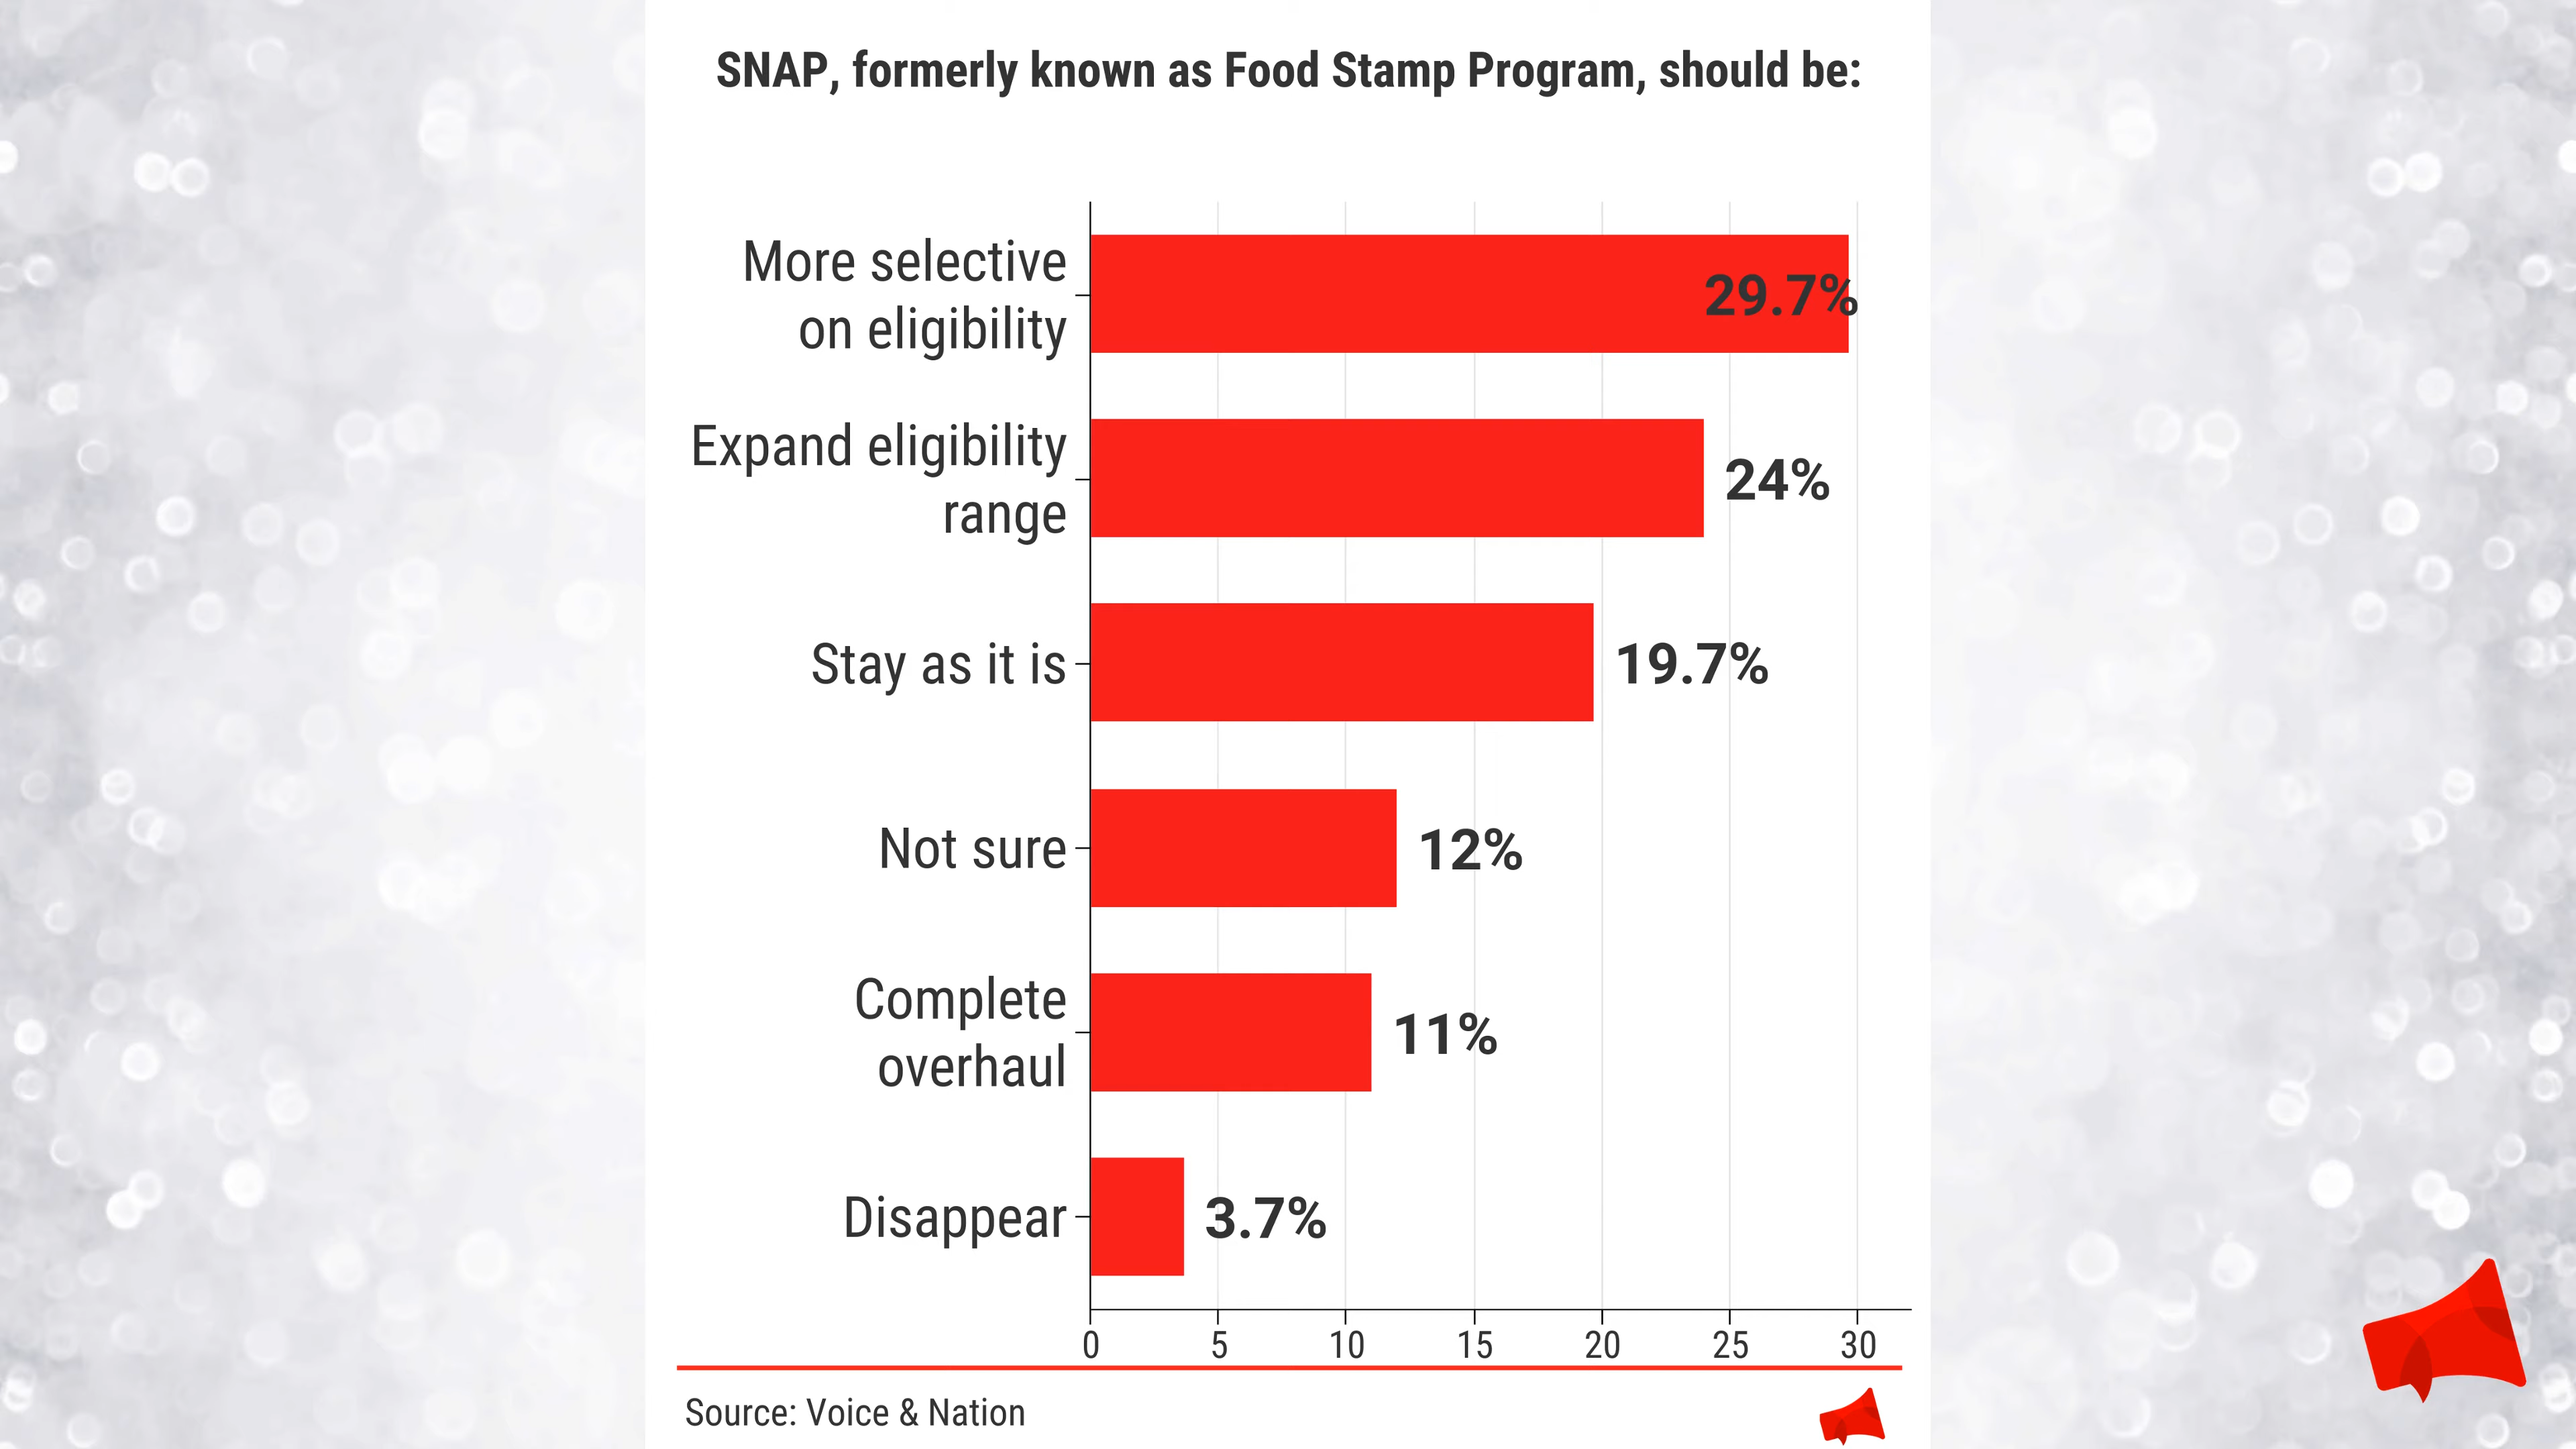 SNAP, formerly known as Food Stamp Program, should be:
More selective
on eligibility
29.7%
Expand eligibility
range
24%
Stay as it is
19.7%
Not sure
12%
Complete
overhaul
11%
Disappear
3.7%
0 5 10 15 20 25 30
Source: Voice & Nation